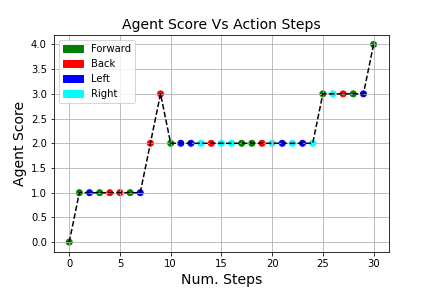 Agent Score Vs Action Steps
Forward
Back
Left
Right
4.0
3.5
3.0
2.5
2.0
1.5
1.0
0.5
0.0
Agent Score
0 5 10 15 20 25 30
Num. Steps